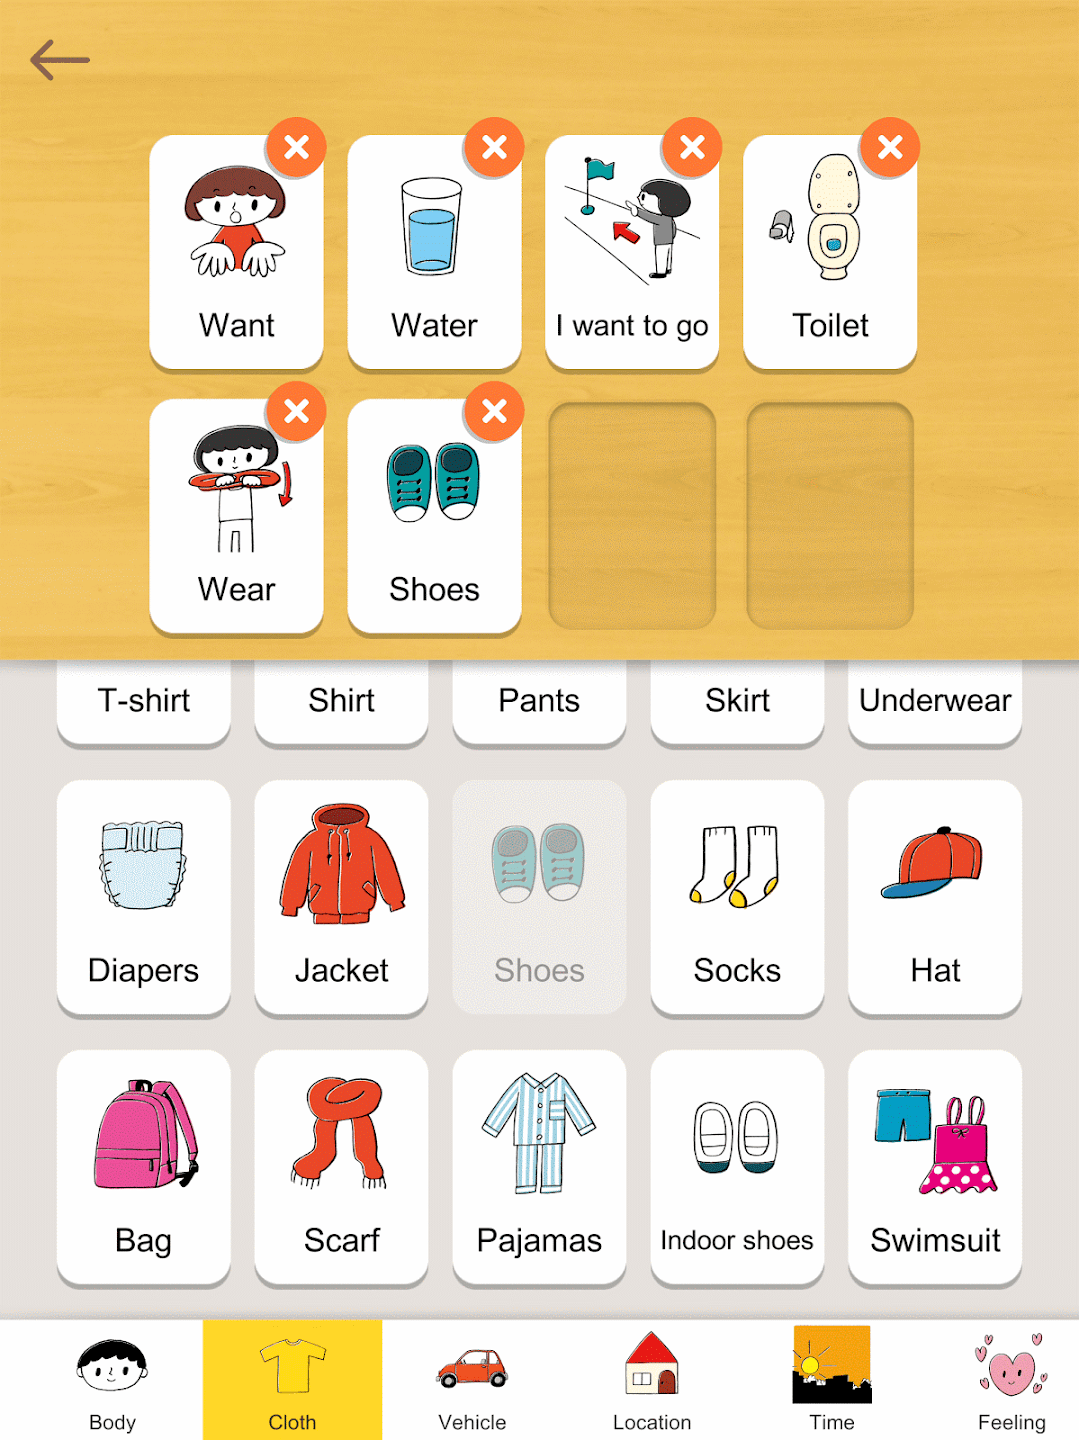 Want
Water
I want to go
Toilet
Wear
Shoes
T-shirt
Shirt
Pants
Skirt
Underwear
Diapers
Jacket
Shoes
Socks
Hat
Bag
Scarf
Pajamas
Indoor shoes
Swimsuit
Body
Cloth
Vehicle
Location
Time
Feeling